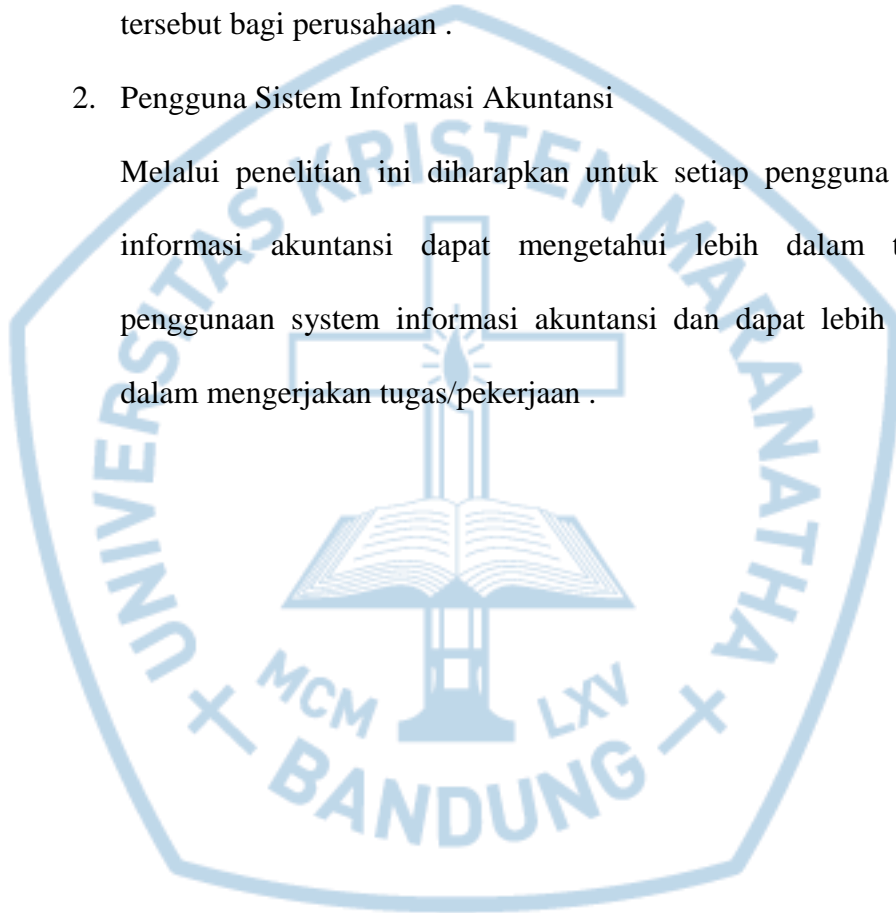 tersebut bagi perusahaan .
2. Pengguna Sistem Informasi Akuntansi
Melalui penelitian ini diharapkan untuk setiap pengguna
informasi akuntansi dapat mengetahui lebih dalam t
penggunaan system informasi akuntansi dan dapat lebih
dalam mengerjakan tugas/pekerjaan .
UNIVERSITAS KRISTEN MARANATHA
MCM LXV
BANDUNG